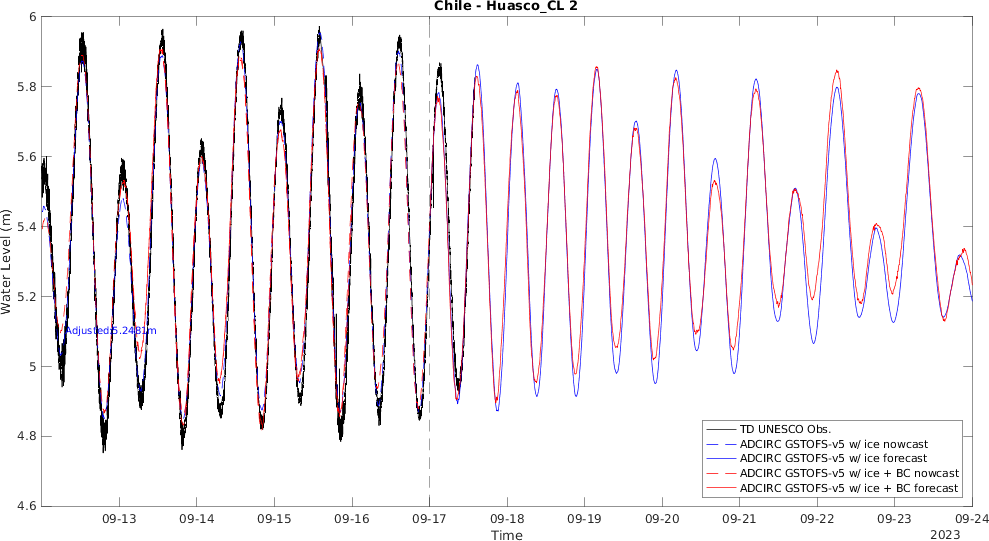 Chile - Huasco_CL 2
Water Level (m)
6
5.8
5.6
5.4
5.2
5
4.8
4.6
Adjusted:5.2481m
TD UNESCO Obs.
ADCIRC GSTOFS-v5 w/ ice nowcast
ADCIRC GSTOFS-v5 w/ ice forecast
ADCIRC GSTOFS-v5 w/ ice + BC nowcast
ADCIRC GSTOFS-v5 w/ ice + BC forecast
09-13 09-14 09-15 09-16 09-17 09-18 09-19 09-20 09-21 09-22 09-23 09-24
Time
2023